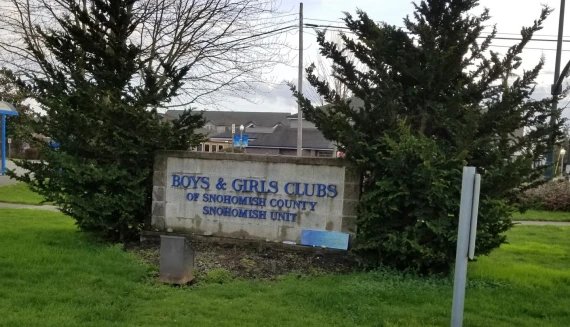 BOYS & GIRLS CLUBS
OF SNOHOMISH COUNTY
SNOHOMISH UNIT